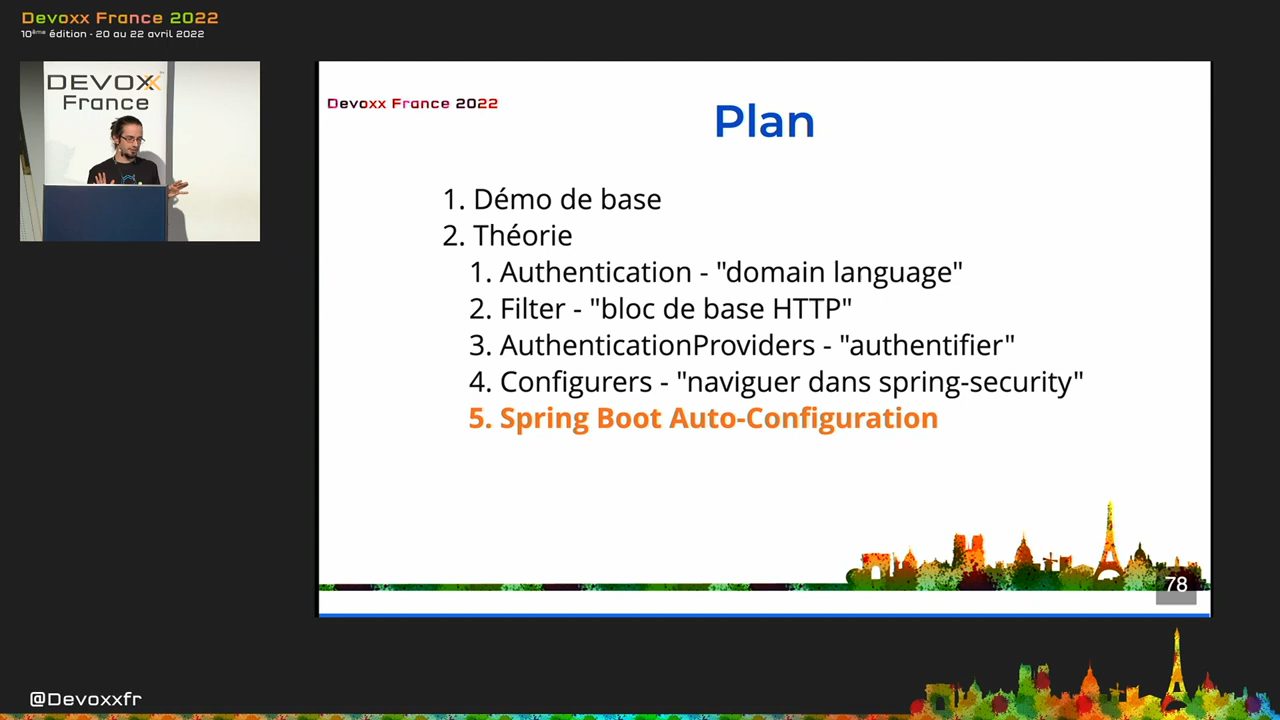 Devoxx France 2022
10ème édition - 20 au 22 avril 2022
DEVOXX
France
Devoxx France 2022
Plan
1. Démo de base
2. Théorie
1. Authentication - "domain language"
2. Filter - "bloc de base HTTP"
3. AuthenticationProviders - "authentifier"
4. Configurers - "naviguer dans spring-security"
5. Spring Boot Auto-Configuration
78
@Devoxxfr